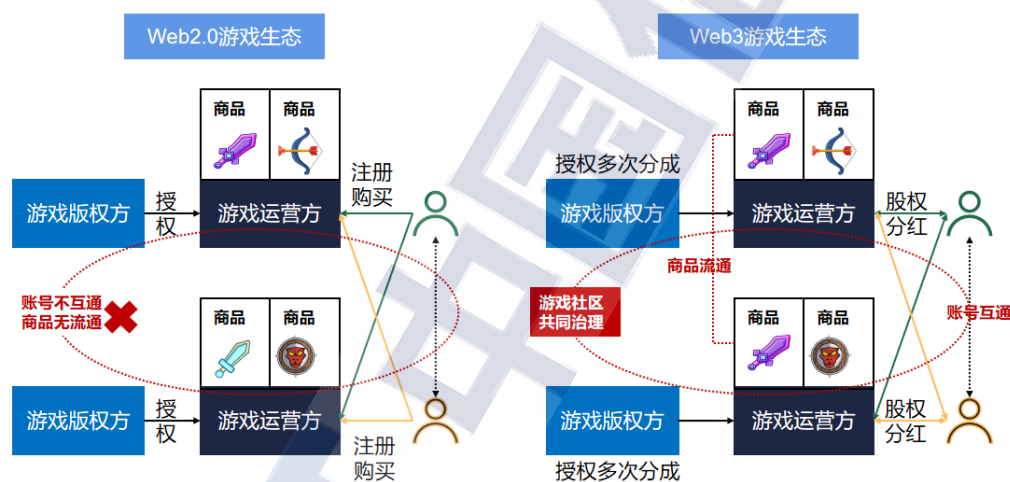 Web2.0游戏生态
商品
商品
注册
购买
游戏版权方
授
权
游戏运营方
账号不互通
商品无流通
商品
商品
游戏版权方
授
权
游戏运营方
注册
购买
Web3游戏生态
商品
商品
授权多次分成
游戏版权方
游戏运营方
股权
分红
商品流通
游戏社区
共同治理
账号互通
商品
商品
游戏版权方
游戏运营方
股权
分红
授权多次分成